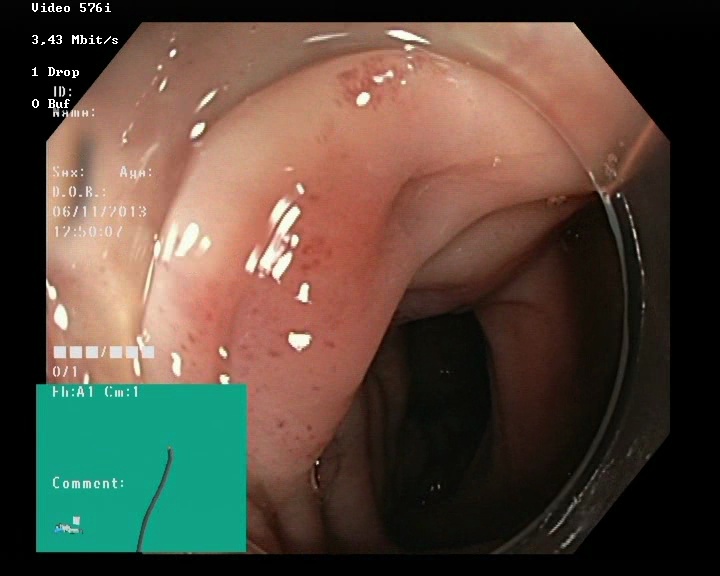 Video 576i
3,43 Mbit/s
1 Drop
ID:
0 Buf
Name:
Sex: Age:
D.O.B.:
06/11/2013
12:50:07
/
0/1
Ph:A1 Cm:1
Comment: